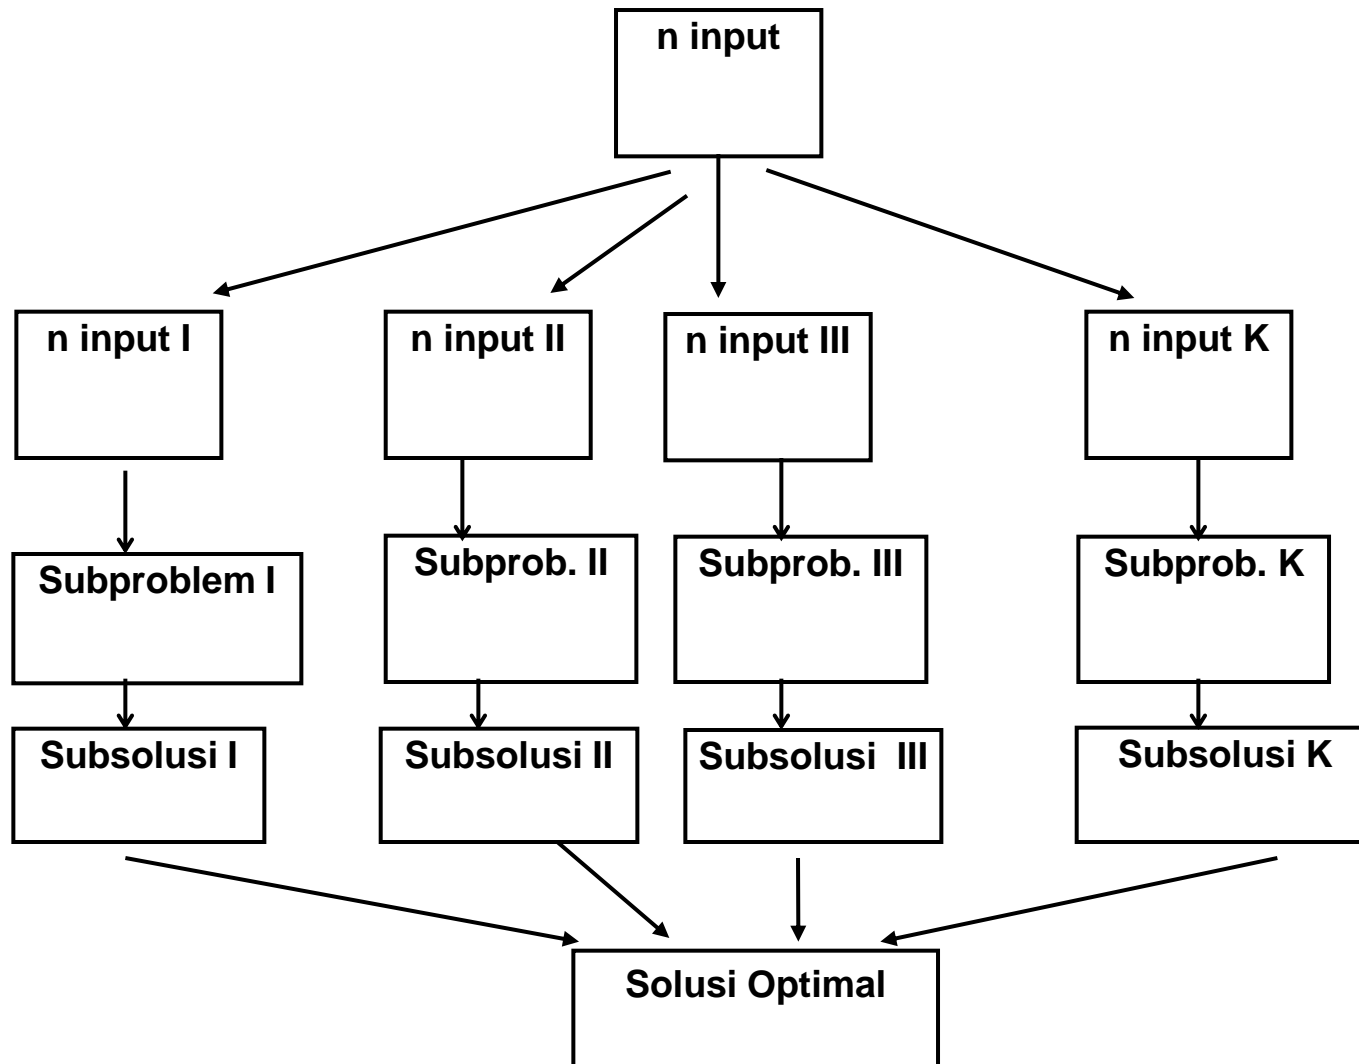 n input
n input I
n input II
n input III
n input K
Subproblem I
Subprob. II
Subprob. III
Subprob. K
Subsolusi I
Subsolusi II
Subsolusi  III
Subsolusi K
Solusi Optimal